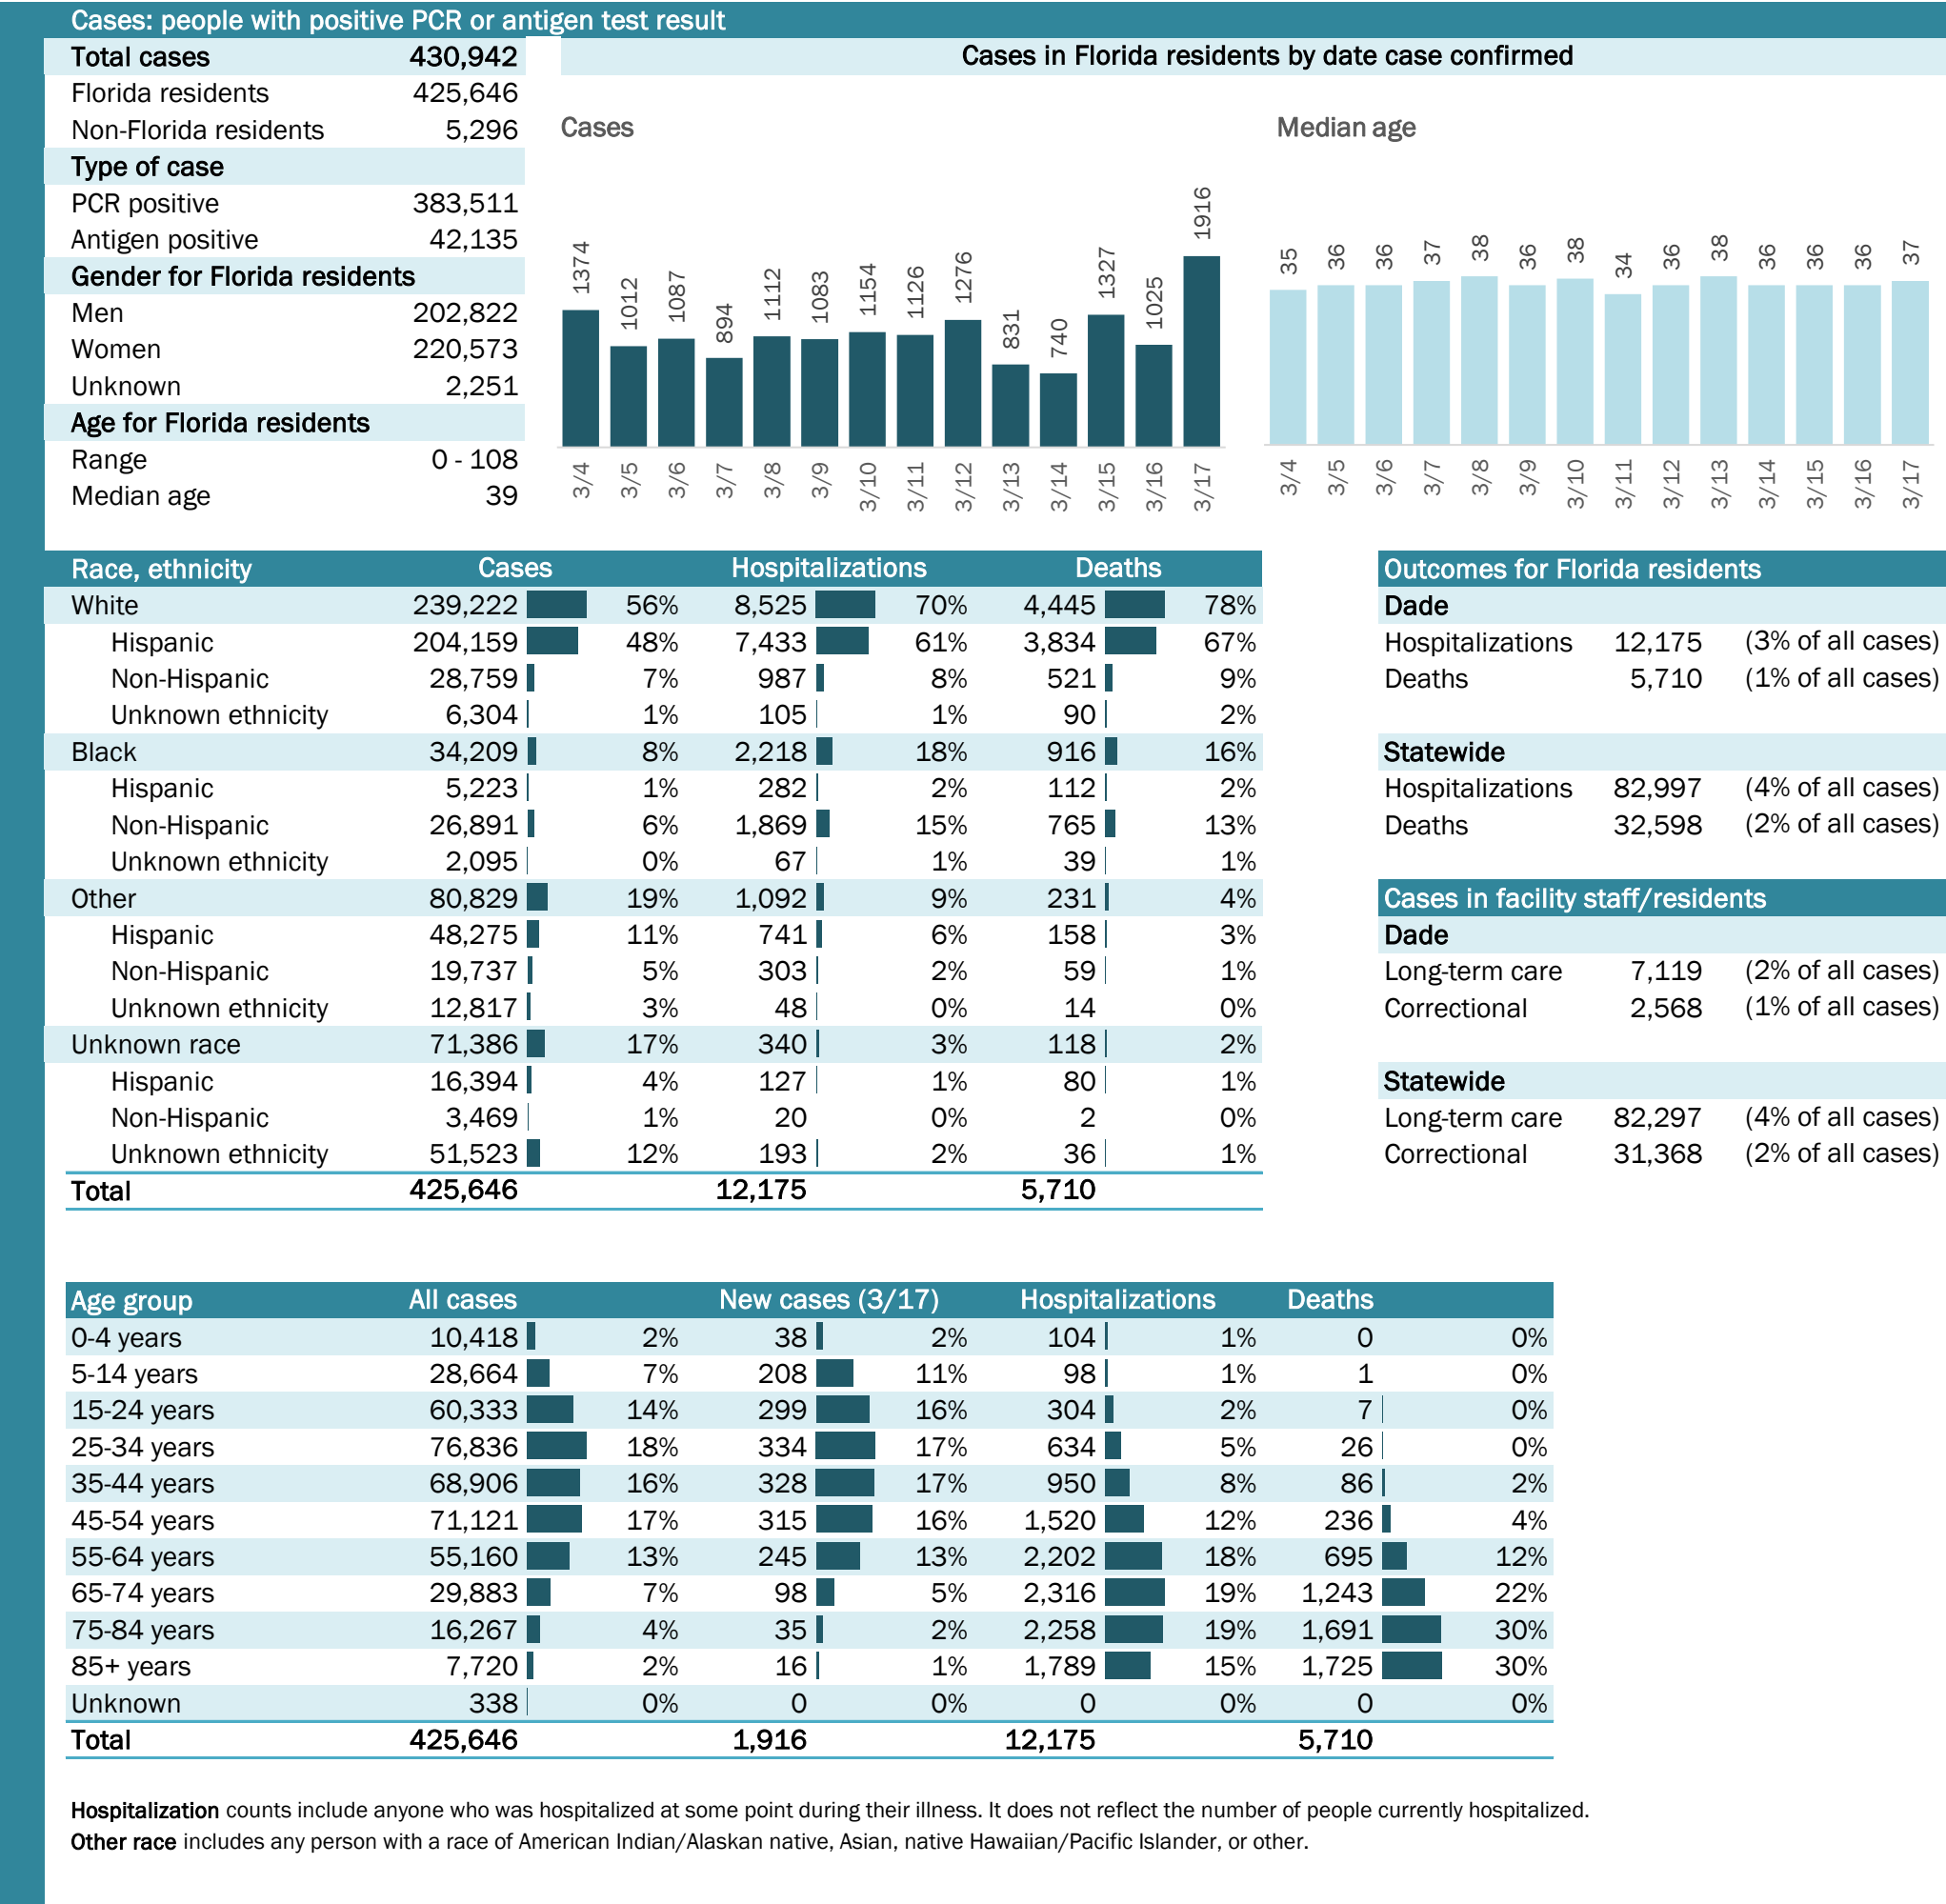 Cases: people with positive PCR or antigen test result
Total cases 430,942
Florida residents 425,646
Non-Florida residents 5,296
Type of case
PCR positive 383,511
Antigen positive 42,135
Gender for Florida residents
Men 202,822
Women 220,573
Unknown 2,251
Age for Florida residents
Range 0 - 108
Median age 39
Cases in Florida residents by date case confirmed
Cases
1374 1012 1087 894 1112 1083 1154 1126 1276 831 740 1327 1025 1916
3/4 3/5 3/6 3/7 3/8 3/9 3/10 3/11 3/12 3/13 3/14 3/15 3/16 3/17
Median age
35 36 36 37 38 36 38 34 36 38 36 36 36 37
3/4 3/5 3/6 3/7 3/8 3/9 3/10 3/11 3/12 3/13 3/14 3/15 3/16 3/17
Race, ethnicity Cases Hospitalizations Deaths
White 239,222 56% 8,525 70% 4,445 78%
Hispanic 204,159 48% 7,433 61% 3,834 67%
Non-Hispanic 28,759 7% 987 8% 521 9%
Unknown ethnicity 6,304 1% 105 1% 90 2%
Black 34,209 8% 2,218 18% 916 16%
Hispanic 5,223 1% 282 2% 112 2%
Non-Hispanic 26,891 6% 1,869 15% 765 13%
Unknown ethnicity 2,095 0% 67 1% 39 1%
Other 80,829 19% 1,092 9% 231 4%
Hispanic 48,275 11% 741 6% 158 3%
Non-Hispanic 19,737 5% 303 2% 59 1%
Unknown ethnicity 12,817 3% 48 0% 14 0%
Unknown race 71,386 17% 340 3% 118 2%
Hispanic 16,394 4% 127 1% 80 1%
Non-Hispanic 3,469 1% 20 0% 2 0%
Unknown ethnicity 51,523 12% 193 2% 36 1%
Total 425,646 12,175 5,710
Outcomes for Florida residents
Dade
Hospitalizations 12,175 (3% of all cases)
Deaths 5,710 (1% of all cases)
Statewide
Hospitalizations 82,997 (4% of all cases)
Deaths 32,598 (2% of all cases)
Cases in facility staff/residents
Dade
Long-term care 7,119 (2% of all cases)
Correctional 2,568 (1% of all cases)
Statewide
Long-term care 82,297 (4% of all cases)
Correctional 31,368 (2% of all cases)
Age group All cases New cases (3/17) Hospitalizations Deaths
0-4 years 10,418 2% 38 2% 104 1% 0 0%
5-14 years 28,664 7% 208 11% 98 1% 1 0%
15-24 years 60,333 14% 299 16% 304 2% 7 0%
25-34 years 76,836 18% 334 17% 634 5% 26 0%
35-44 years 68,906 16% 328 17% 950 8% 86 2%
45-54 years 71,121 17% 315 16% 1,520 12% 236 4%
55-64 years 55,160 13% 245 13% 2,202 18% 695 12%
65-74 years 29,883 7% 98 5% 2,316 19% 1,243 22%
75-84 years 16,267 4% 35 2% 2,258 19% 1,691 30%
85+ years 7,720 2% 16 1% 1,789 15% 1,725 30%
Unknown 338 0% 0 0% 0 0% 0 0%
Total 425,646 1,916 12,175 5,710
Hospitalization counts include anyone who was hospitalized at some point during their illness. It does not reflect the number of people currently hospitalized.
Other race includes any person with a race of American Indian/Alaskan native, Asian, native Hawaiian/Pacific Islander, or other.